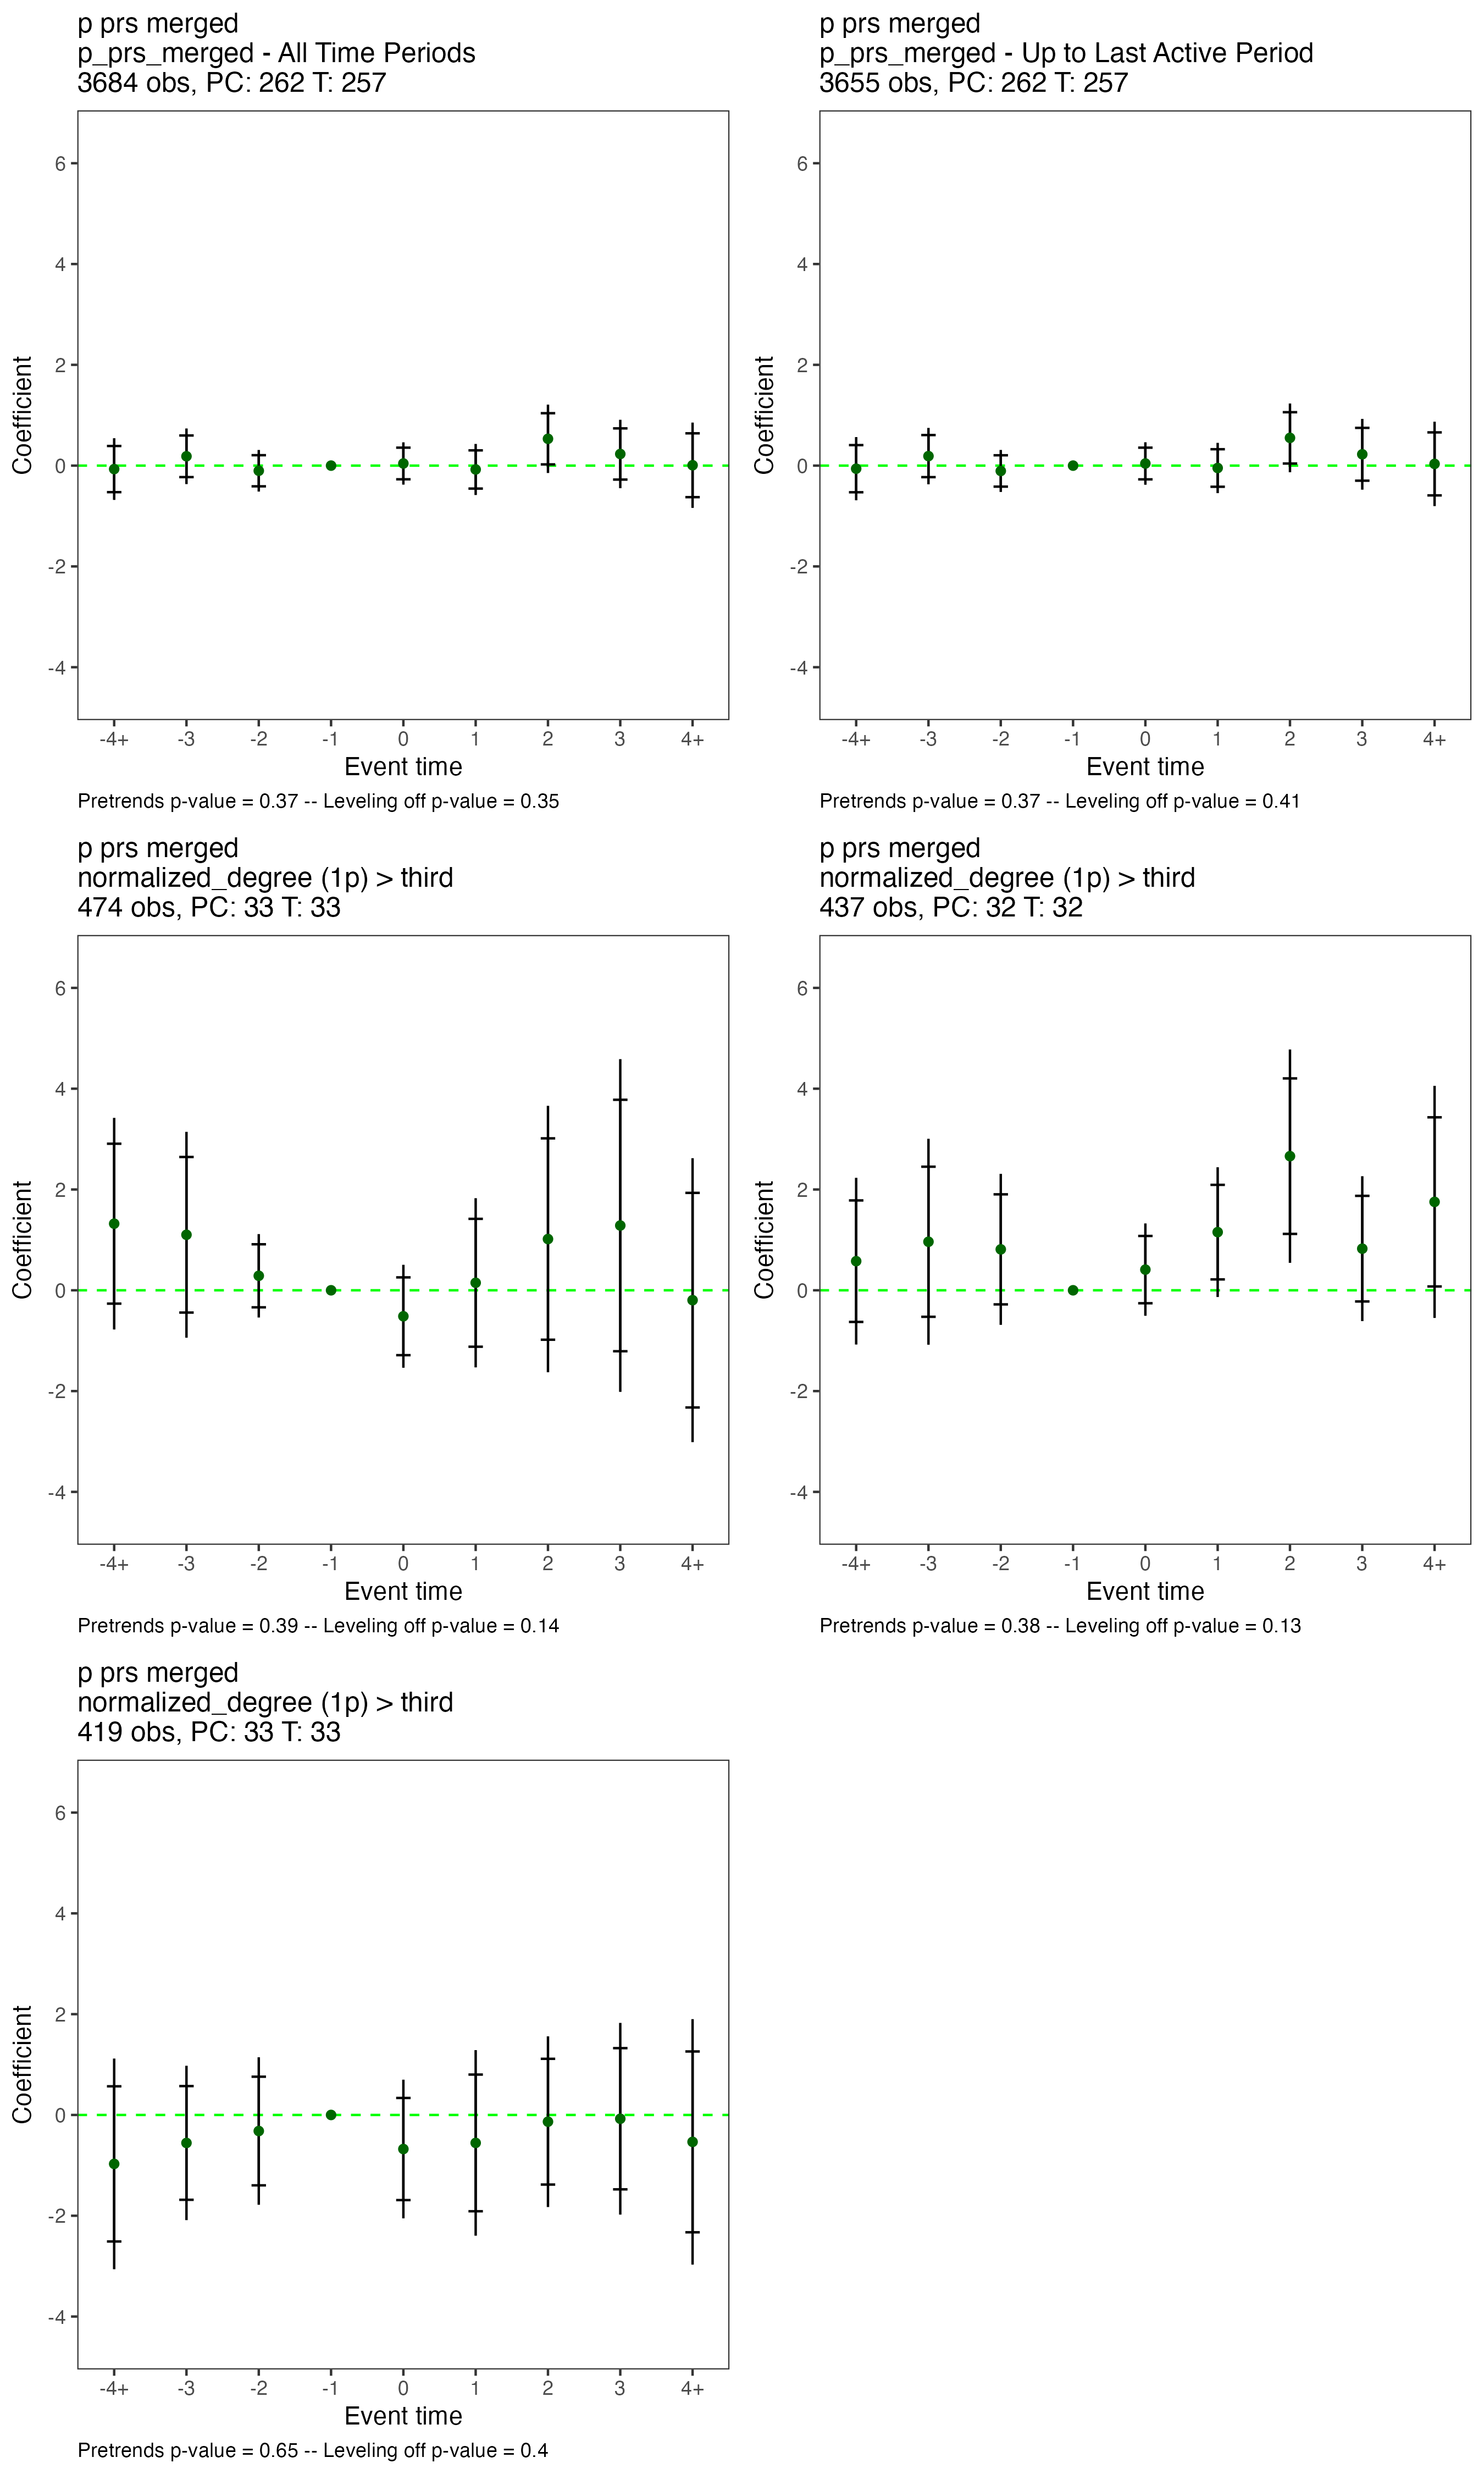 p prs merged
p_prs_merged - All Time Periods
3684 obs, PC: 262 T: 257
Coefficient
6
4
2
0
-2
-4
-4+ -3 -2 -1 0 1 2 3 4+
Event time
Pretrends p-value = 0.37 -- Leveling off p-value = 0.35
p prs merged
p_prs_merged - Up to Last Active Period
3655 obs, PC: 262 T: 257
Coefficient
6
4
2
0
-2
-4
-4+ -3 -2 -1 0 1 2 3 4+
Event time
Pretrends p-value = 0.37 -- Leveling off p-value = 0.41
p prs merged
normalized_degree (1p) > third
474 obs, PC: 33 T: 33
Coefficient
6
4
2
0
-2
-4
-4+ -3 -2 -1 0 1 2 3 4+
Event time
Pretrends p-value = 0.39 -- Leveling off p-value = 0.14
p prs merged
normalized_degree (1p) > third
437 obs, PC: 32 T: 32
Coefficient
6
4
2
0
-2
-4
-4+ -3 -2 -1 0 1 2 3 4+
Event time
Pretrends p-value = 0.38 -- Leveling off p-value = 0.13
p prs merged
normalized_degree (1p) > third
419 obs, PC: 33 T: 33
Coefficient
6
4
2
0
-2
-4
-4+ -3 -2 -1 0 1 2 3 4+
Event time
Pretrends p-value = 0.65 -- Leveling off p-value = 0.4